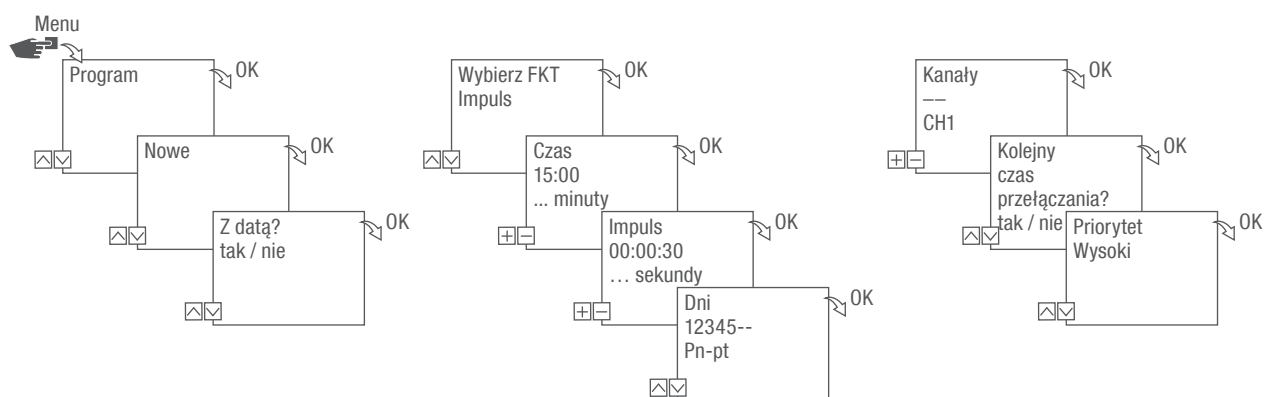 Menu
Program
OK
Nowe
OK
Z datą?
tak / nie
OK
Wybierz FKT
Impuls
OK
Czas
15:00
... minuty
OK
Impuls
00:00:30
... sekundy
OK
Dni
12345--
Pn-pt
OK
Kanały
––
CH1
OK
Kolejny
czas
przełączania?
tak / nie
OK
Priorytet
Wysoki
OK